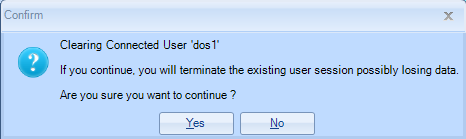 Confirm
Clearing Connected User 'dos1'
If you continue, you will terminate the existing user session possibly losing data.
Are you sure you want to continue ?
Yes
No